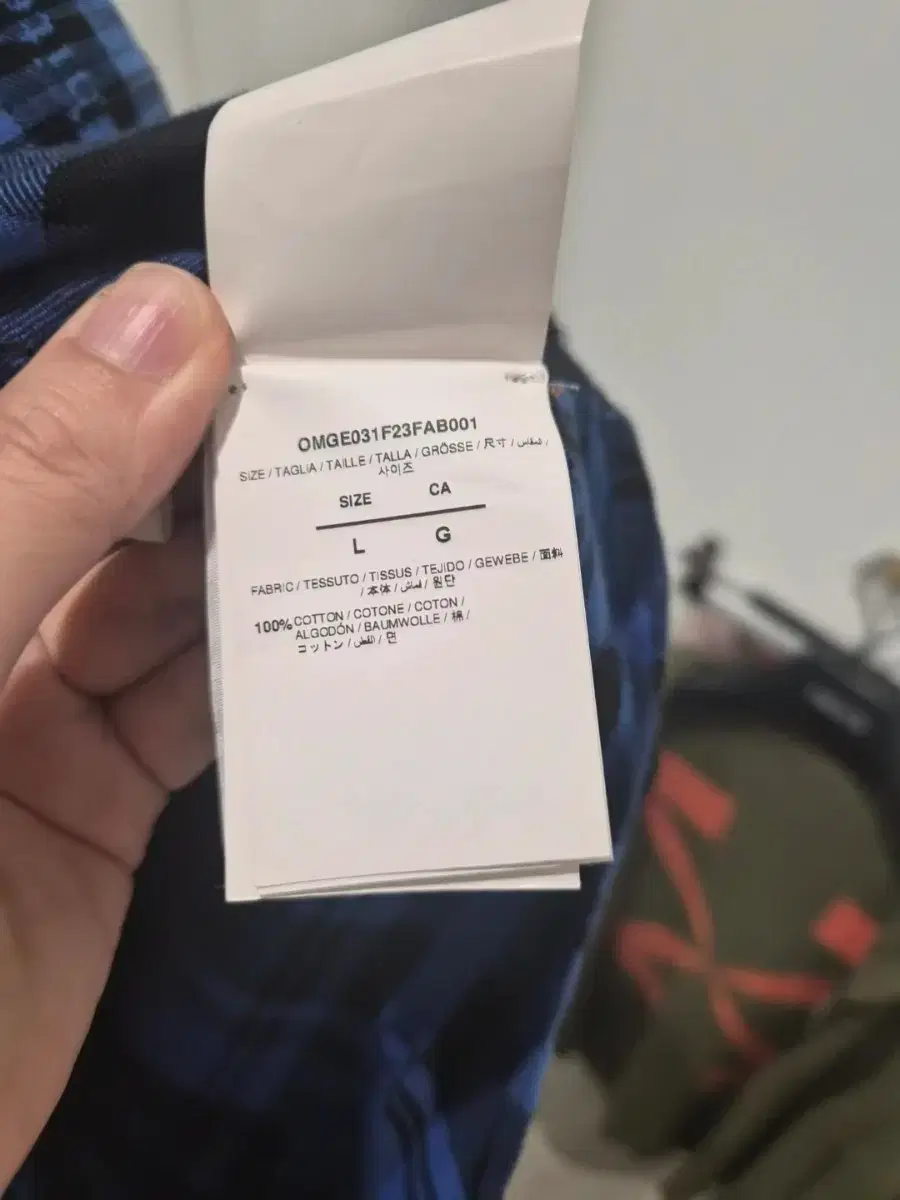 OMGE031F23FAB001
SIZE / TAGLIA / TAILLE / TALLA / GRÖSSE / 尺寸 / المقاس /
사이즈
SIZE CA
L G
FABRIC / TESSUTO / TISSUS / TEJIDO / GEWEBE / 面料
/ 本体 / قماش / 원단
100% COTTON / COTONE / COTON /
ALGODÓN / BAUMWOLLE / 棉 /
コットン / القطن / 면